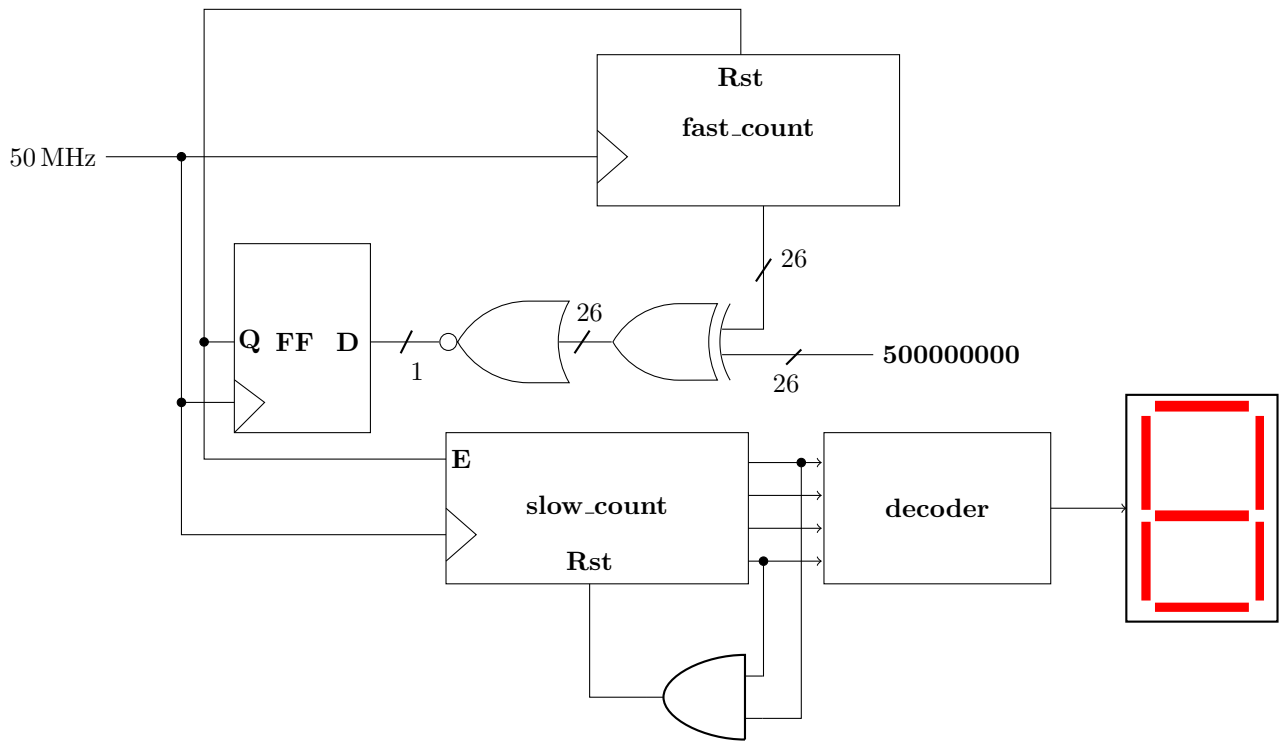 Rst
fast_count
50 MHz
26
26
Q FF D
1
500000000
26
E
slow_count
decoder
Rst